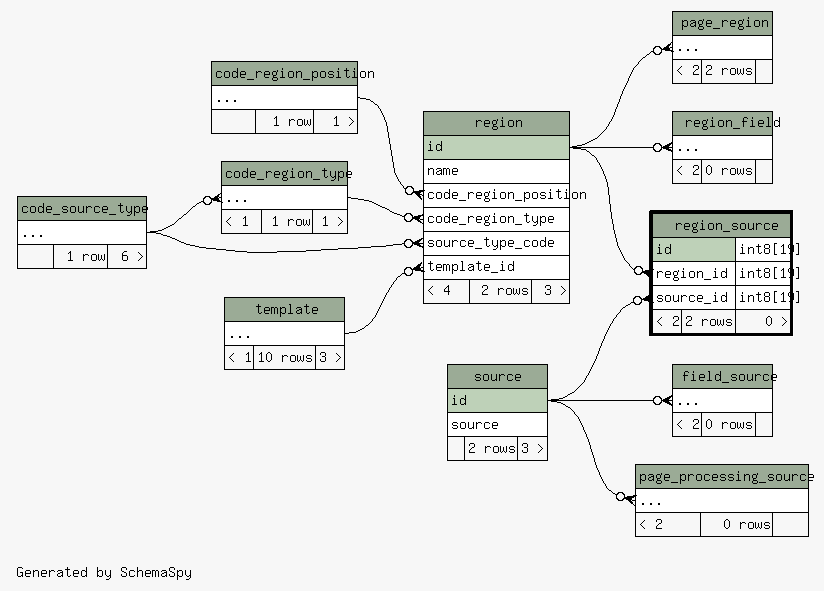 page_region
...
< 2 2 rows
code_region_position
...
1 row 1 >
region
id
name
code_region_position
code_region_type
source_type_code
template_id
< 4 2 rows 3 >
region_field
...
< 2 0 rows
code_region_type
...
< 1 1 row 1 >
code_source_type
...
1 row 6 >
region_source
id int8[19]
region_id int8[19]
source_id int8[19]
< 2 2 rows 0 >
template
...
< 1 10 rows 3 >
source
id
source
2 rows 3 >
field_source
...
< 2 0 rows
page_processing_source
...
< 2 0 rows
Generated by SchemaSpy